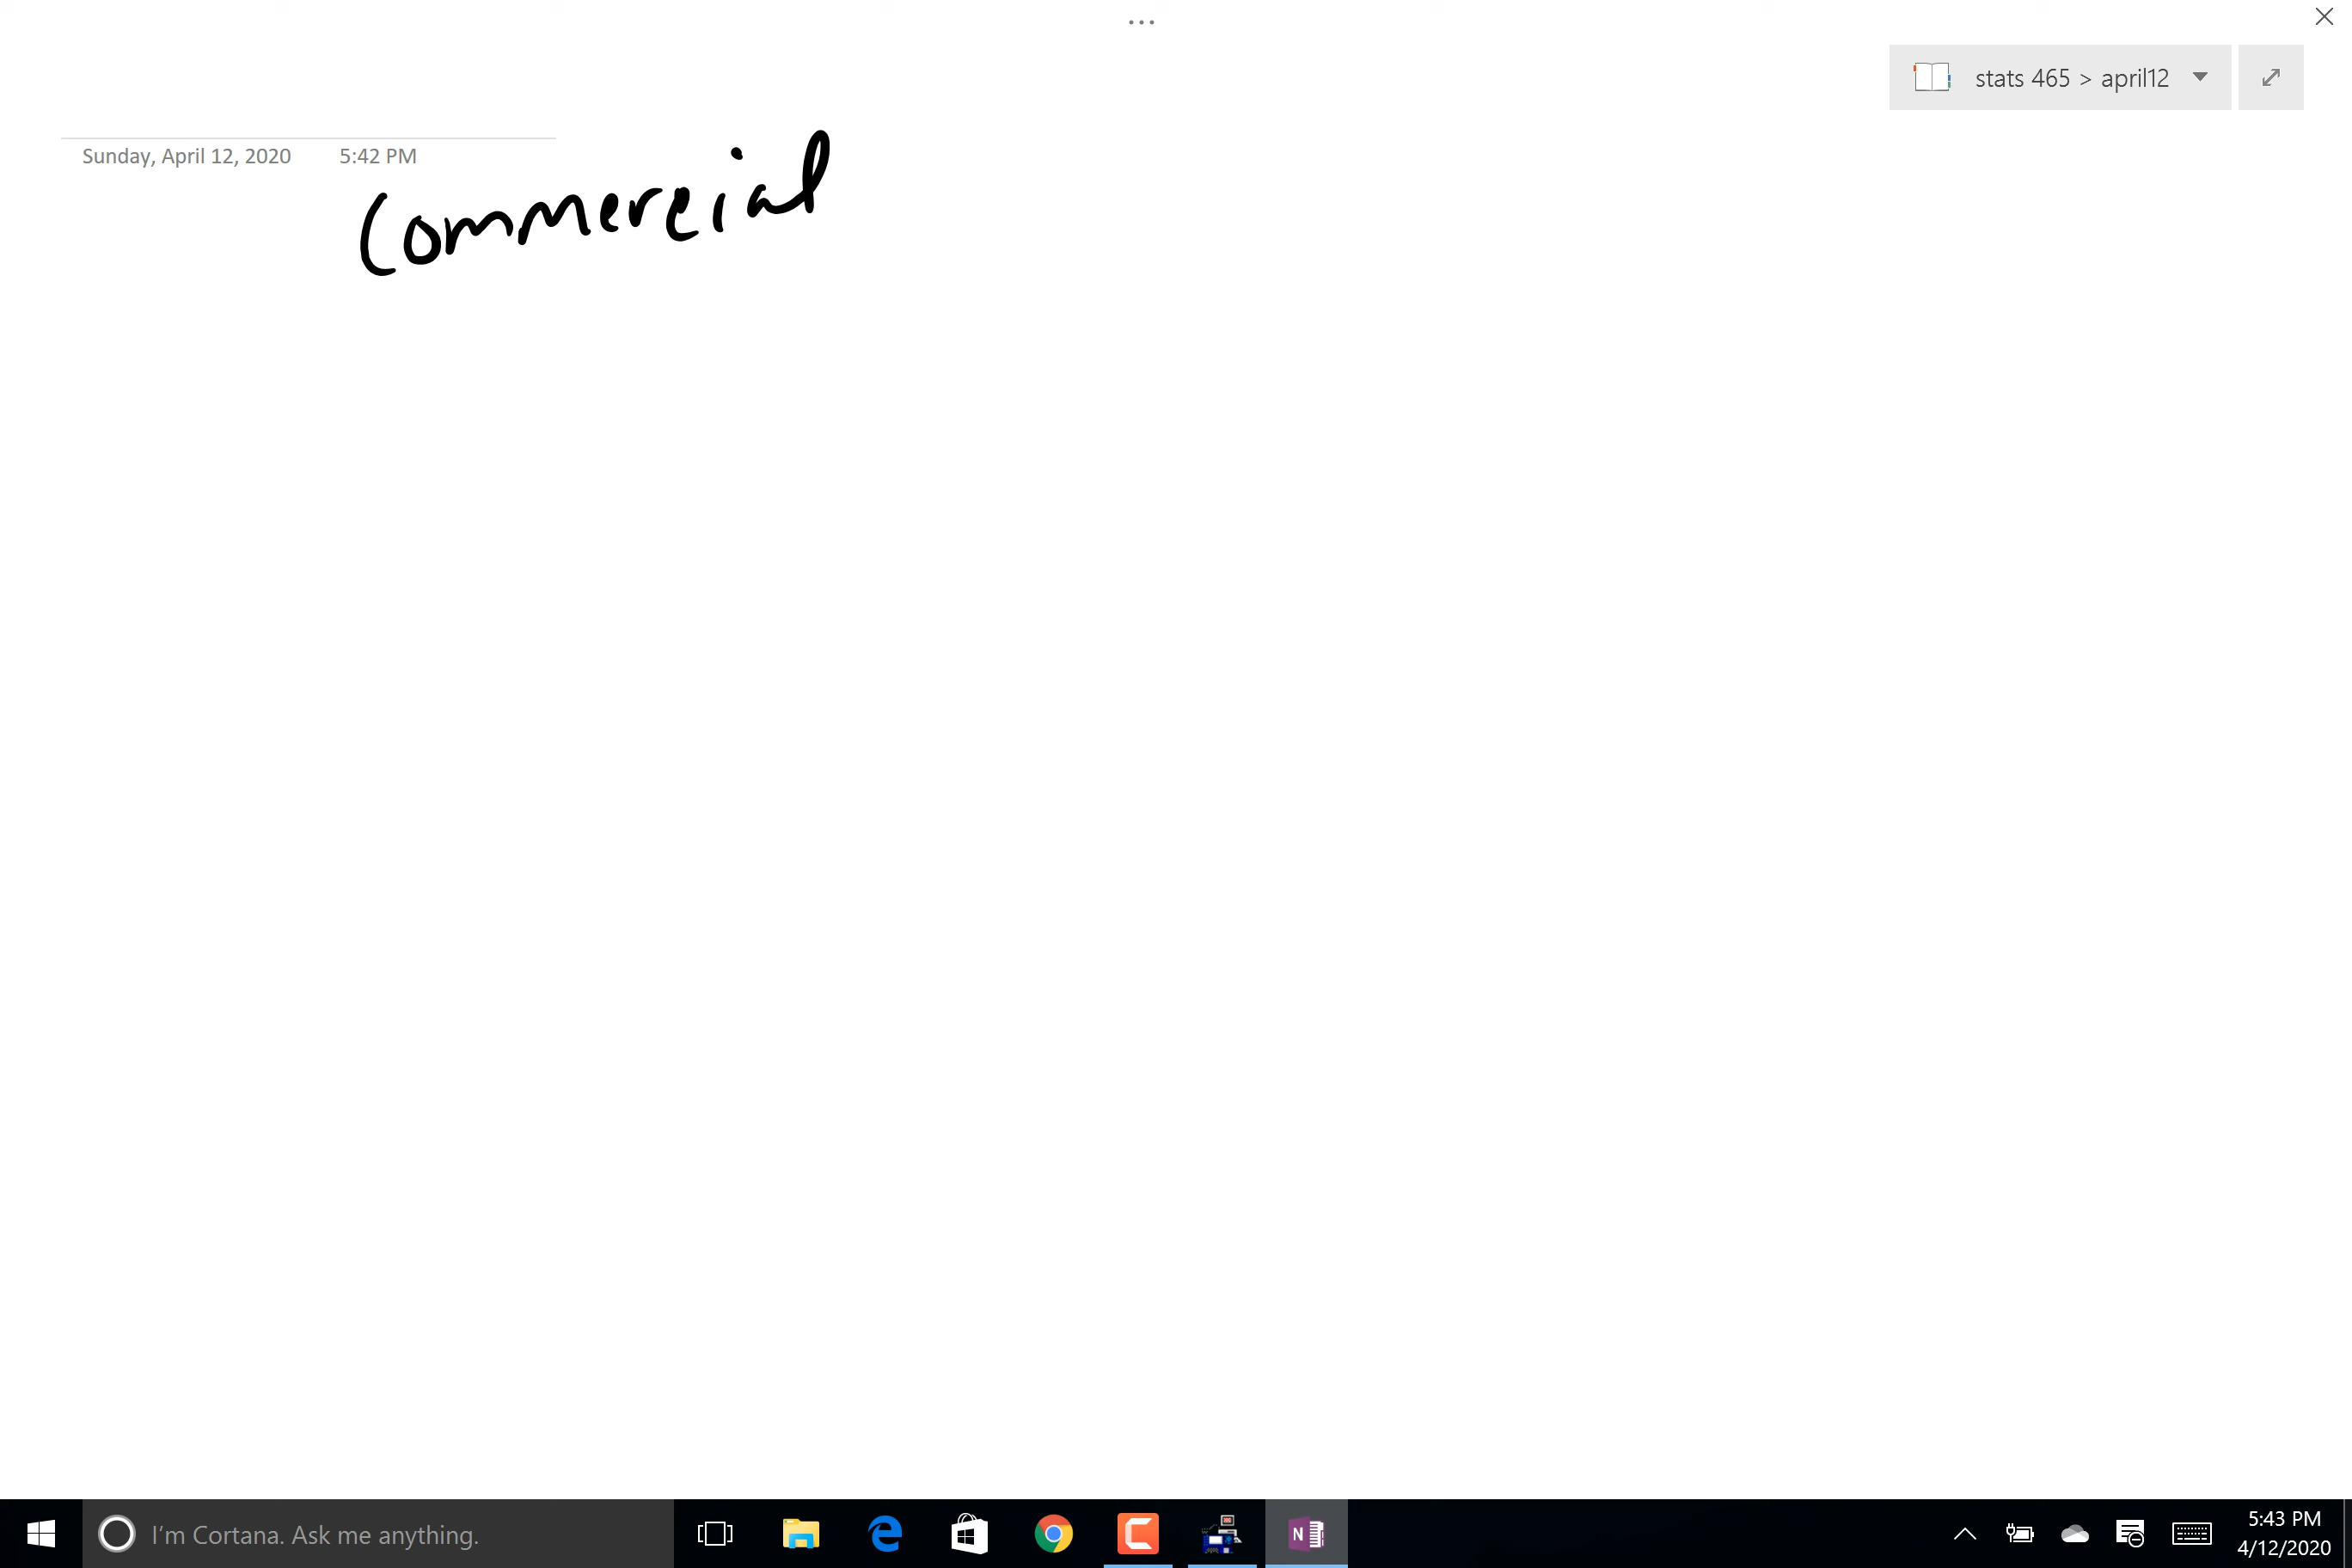 stats 465 > april12
Sunday, April 12, 2020 5:42 PM
Commercial
I'm Cortana. Ask me anything.
5:43 PM
4/12/2020